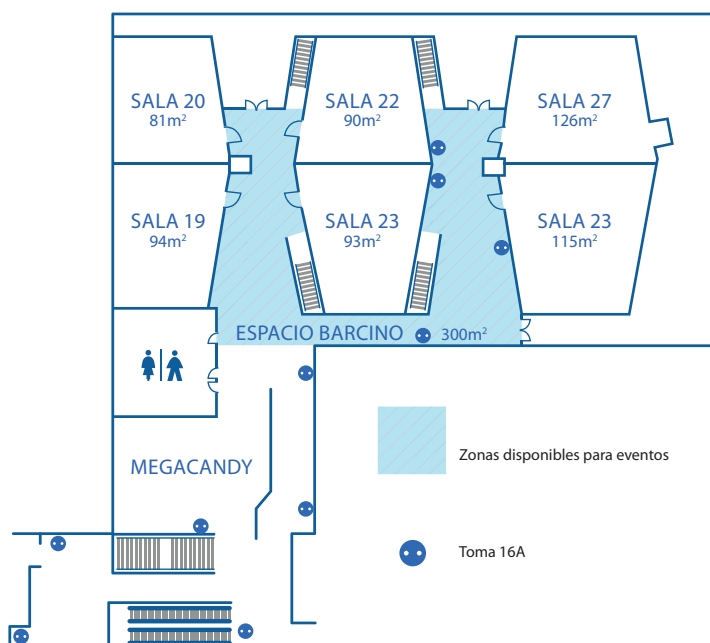 SALA 20
81m²
SALA 22
90m²
SALA 27
126m²
SALA 19
94m²
SALA 23
93m²
SALA 23
115m²
ESPACIO BARCINO 300m²
MEGACANDY
Zonas disponibles para eventos
Toma 16A